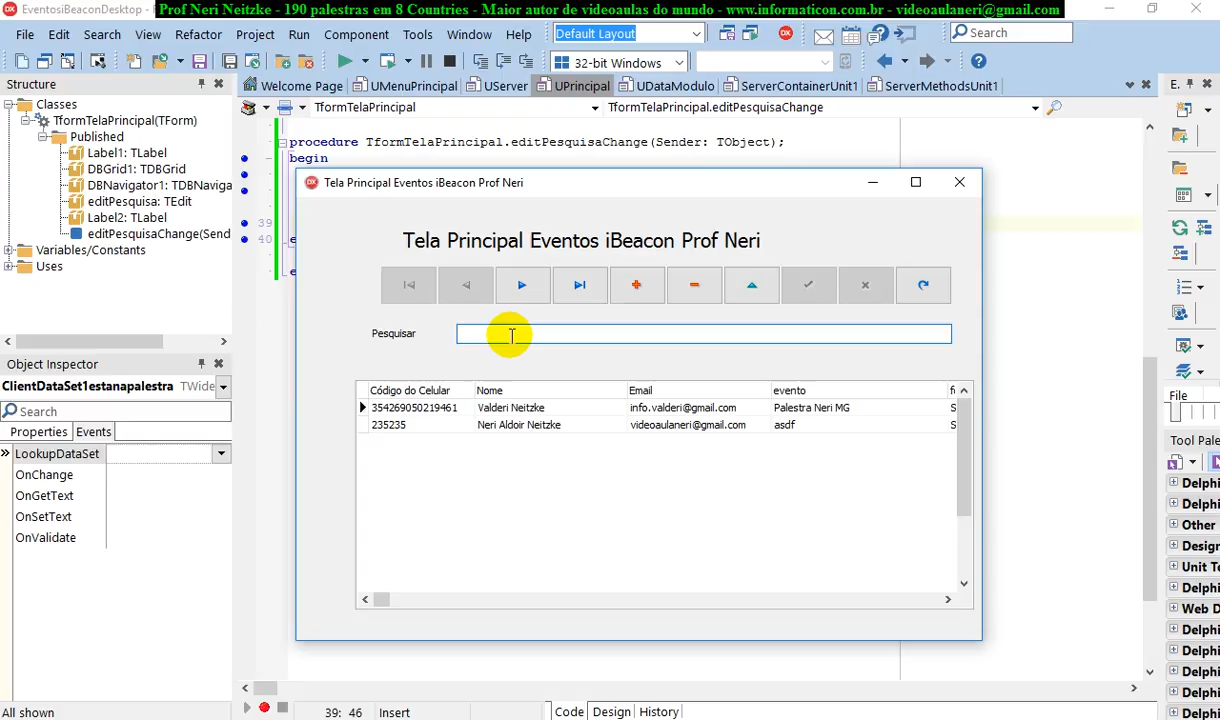 EventosiBeaconDesktop -
Prof Neri Neitzke - 190 palestras em 8 Countries - Maior autor de videoaulas do mundo - www.informaticon.com.br - videoaulaneri@gmail.com
File Edit Search View Refactor Project Run Component Tools Window Help
Default Layout
Search
32-bit Windows
Structure
Welcome Page UMenuPrincipal UServer UPrincipal UDataModulo ServerContainerUnit1 ServerMethodsUnit1
E.
TformTelaPrincipal
TformTelaPrincipal.editPesquisaChange
Classes
TformTelaPrincipal(TForm)
Published
Label1: TLabel
DBGrid1: TDBGrid
DBNavigator1: TDBNaviga
editPesquisa: TEdit
Label2: TLabel
editPesquisaChange(Send
Variables/Constants
Uses
procedure TformTelaPrincipal.editPesquisaChange(Sender: TObject);
begin
39
40
e
e
Tela Principal Eventos iBeacon Prof Neri
Tela Principal Eventos iBeacon Prof Neri
Pesquisar
Código do Celular Nome Email evento f
354269050219461 Valderi Neitzke info.valderi@gmail.com Palestra Neri MG S
235235 Neri Aldoir Neitzke videoaulaneri@gmail.com asdf S
Object Inspector
ClientDataSet1estanapalestra TWide
Search
Properties Events
LookupDataSet
OnChange
OnGetText
OnSetText
OnValidate
All shown
39: 46 Insert
Code Design History
File
Tool Pale
Delphi
Delphi
Other
Design
Unit Te
Delphi
Web D
Delphi
Delphi
Delphi
Delphi
Delphi